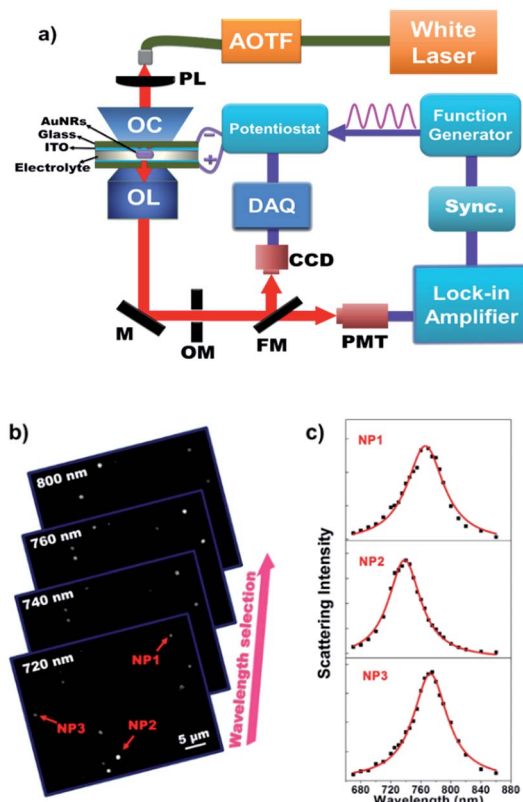 a)
AOTF
White
Laser
PL
OC
AuNRs
Glass
ITO
Electrolyte
−
+
Potentiostat
Function
Generator
OL
DAQ
Sync.
CCD
Lock-in
Amplifier
M
OM
FM
PMT
b)
800 nm
760 nm
740 nm
720 nm
NP1
NP3
NP2
5 µm
Wavelength selection
c)
NP1
NP2
NP3
Scattering Intensity
680 720 760 800 840 880
Wavelength (nm)